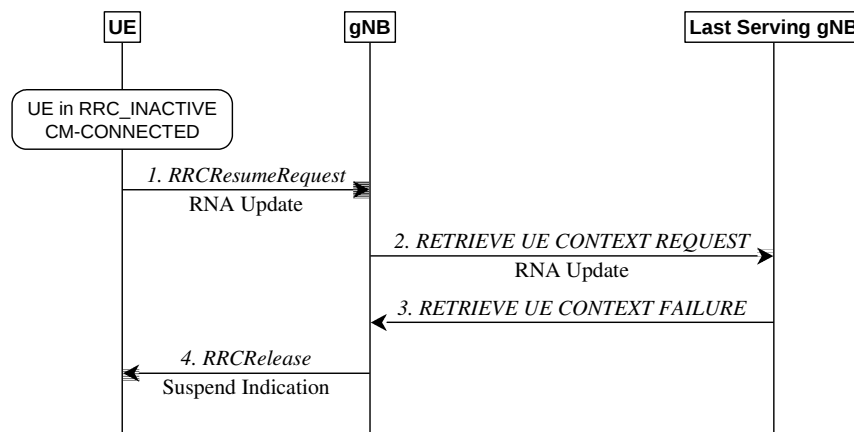 UE
gNB
Last Serving gNB
UE in RRC_INACTIVE
CM-CONNECTED
1. RRCResumeRequest
RNA Update
2. RETRIEVE UE CONTEXT REQUEST
RNA Update
3. RETRIEVE UE CONTEXT FAILURE
4. RRCRelease
Suspend Indication